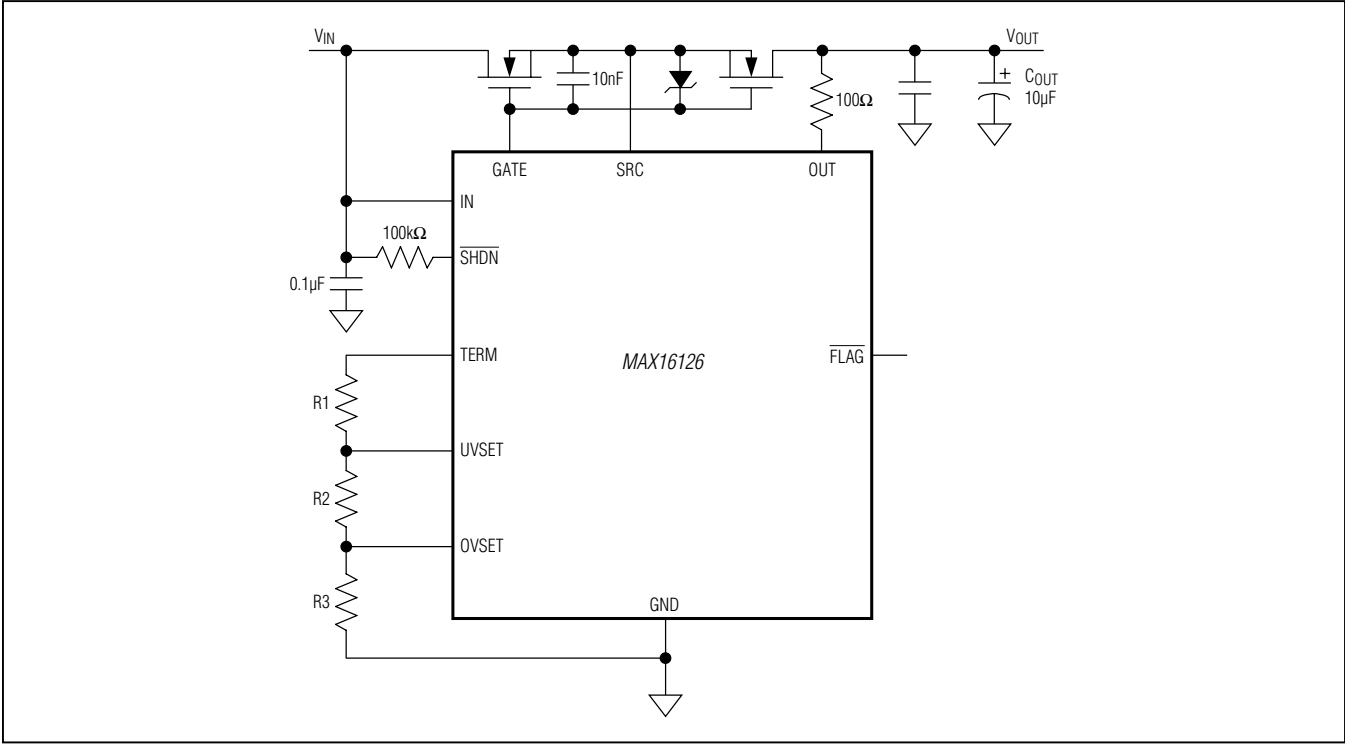 VIN
VOUT
10nF
100Ω
+
COUT
10µF
GATE
SRC
OUT
IN
100kΩ
SHDN
0.1µF
TERM
MAX16126
FLAG
R1
UVSET
R2
OVSET
R3
GND